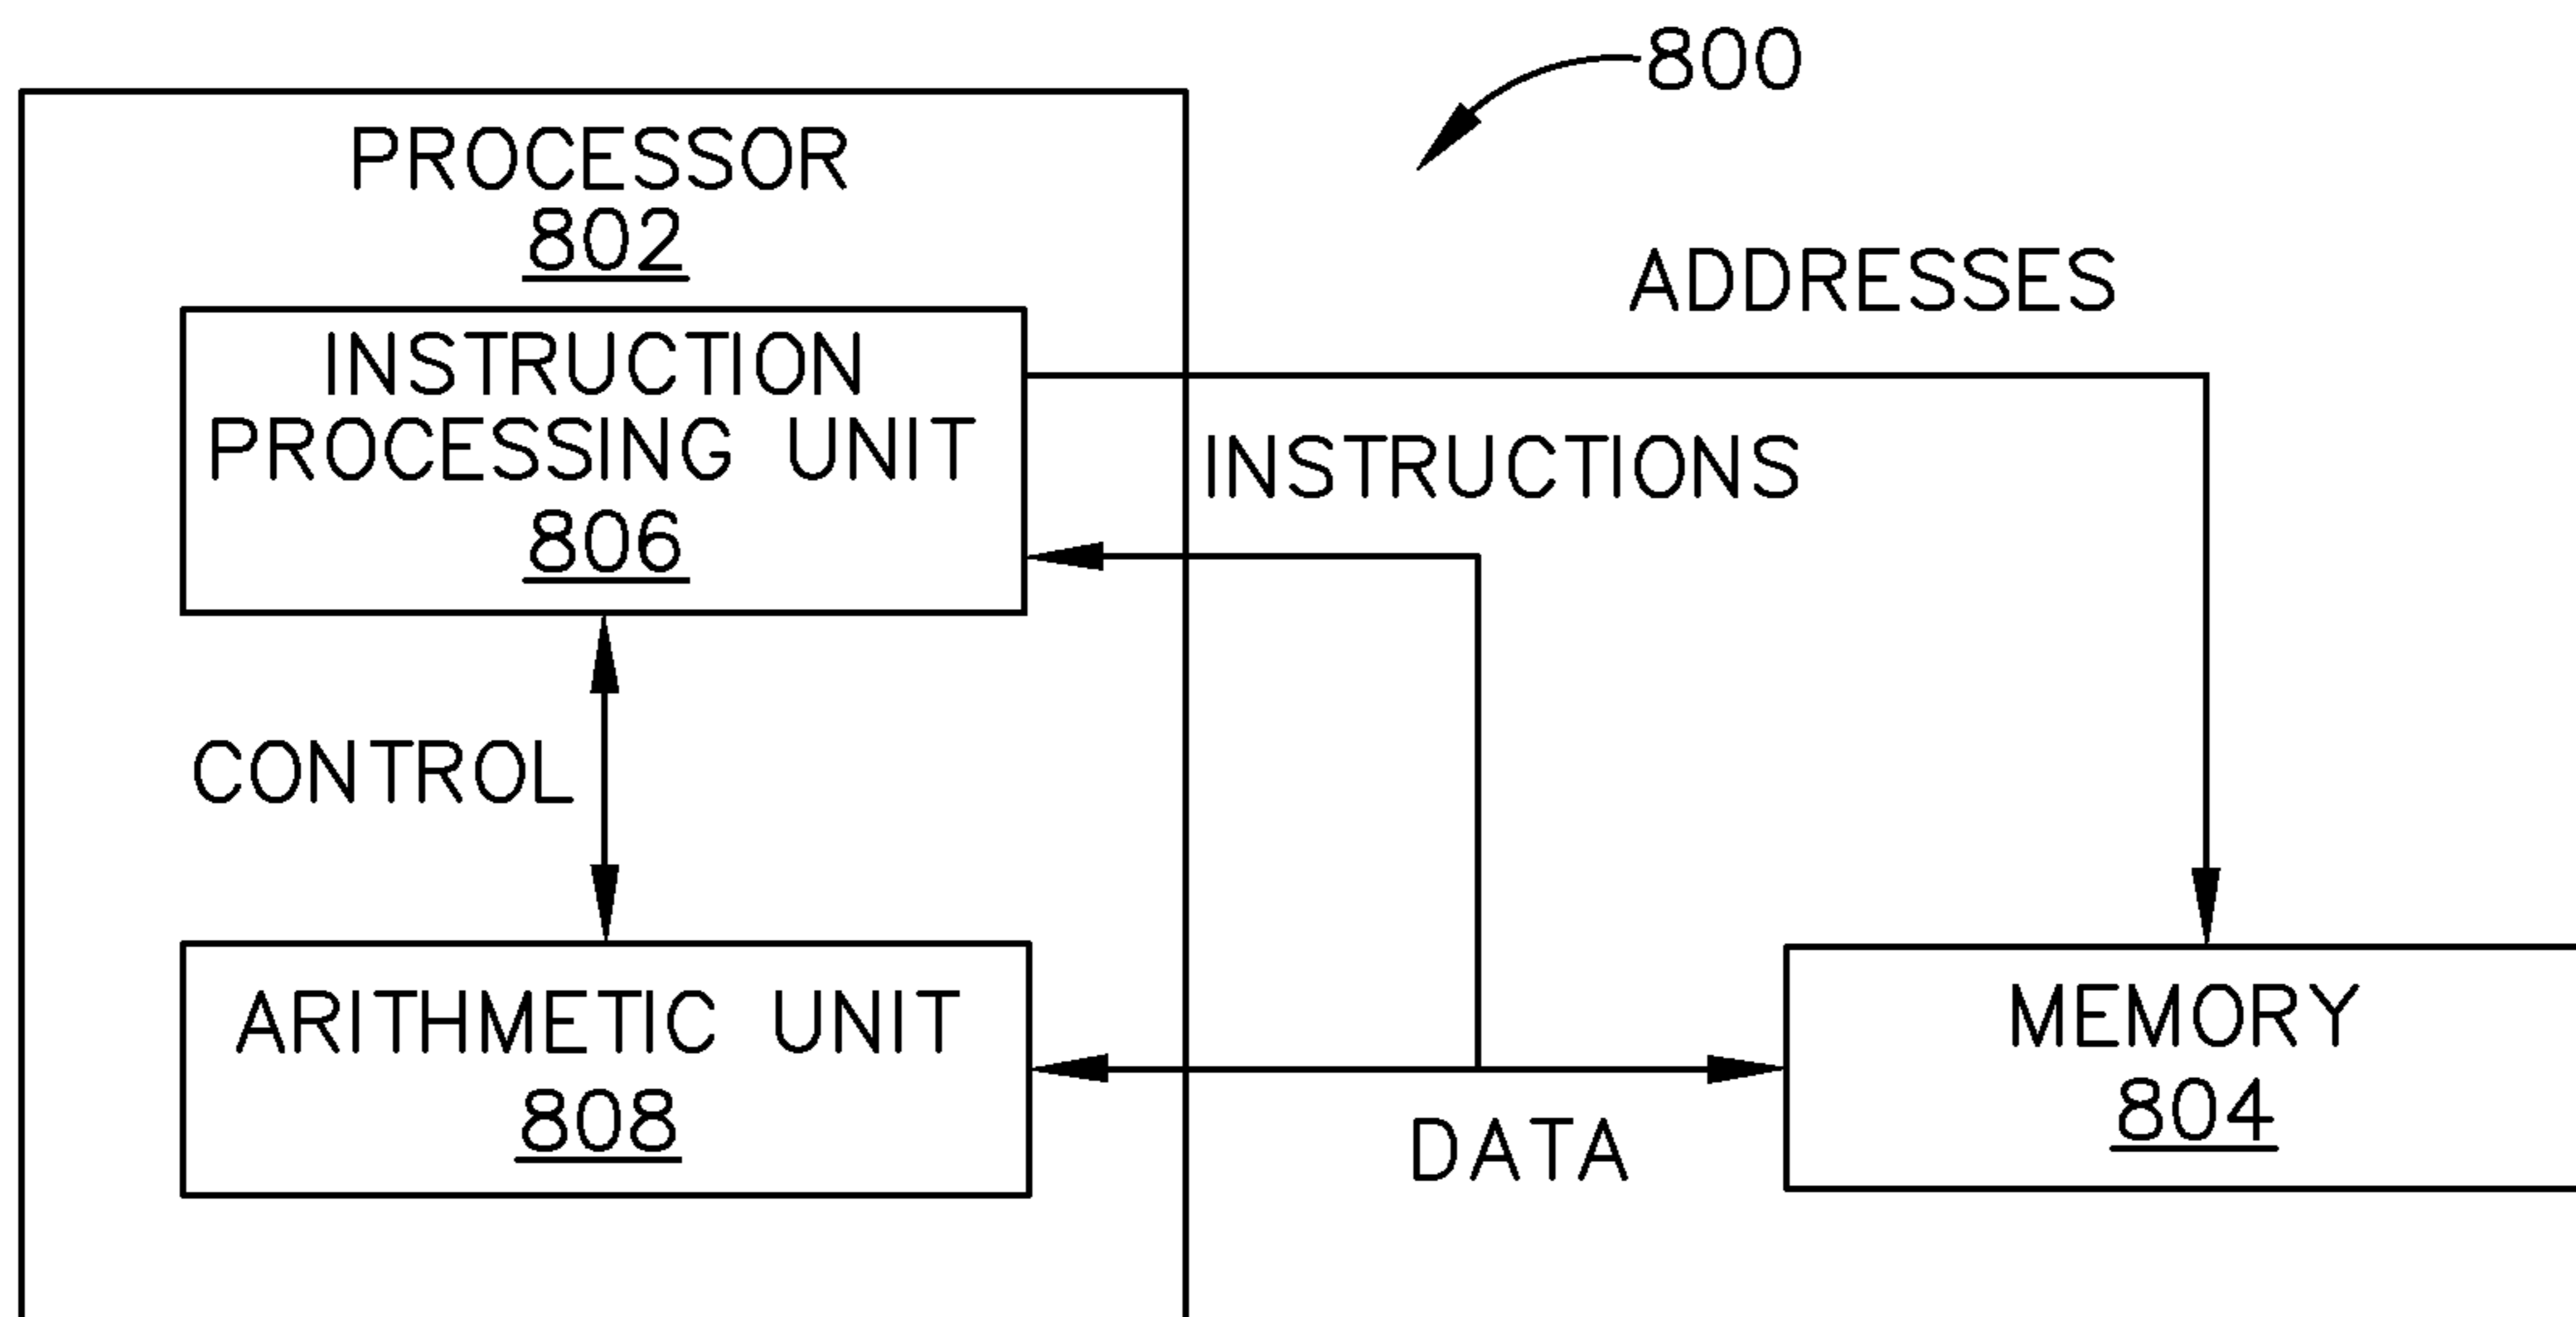 800
PROCESSOR
802
ADDRESSES
INSTRUCTION
PROCESSING UNIT
806
INSTRUCTIONS
CONTROL
ARITHMETIC UNIT
808
DATA
MEMORY
804